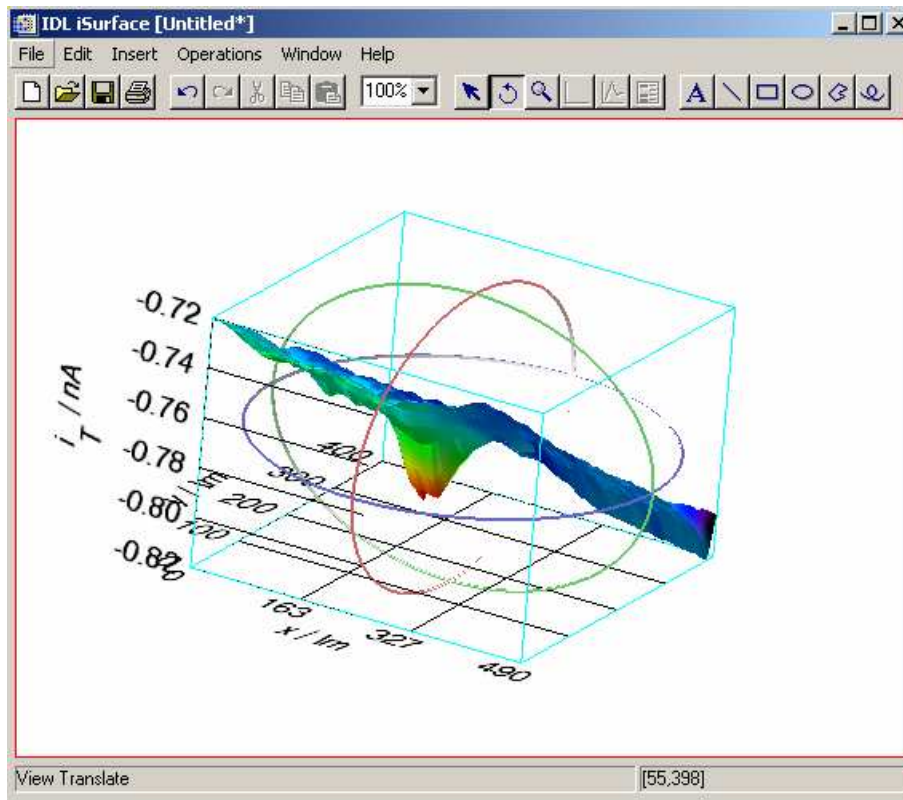 IDL iSurface [Untitled*]
File Edit Insert Operations Window Help
100%
A
-0.72
-0.74
-0.76
-0.78
-0.80
i T / nA
400
300
200
100
0
163
327
490
x / lm
View Translate
[55,398]